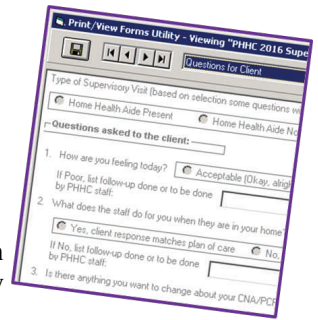 Print/View Forms Utility - Viewing "PHHC 2016 Supe
Questions for Client
Type of Supervisory Visit (based on selection some questions wi
Home Health Aide Present Home Health Aide No
Questions asked to the client:
1. How are you feeling today? Acceptable (Okay, alrigh
If Poor, list follow-up done or to be done
by PHHC staff:
2 What does the staff do for you when they are in your home?
Yes, client response matches plan of care No,
If No, list follow-up done or to be done
by PHHC staff:
3. Is there anything you want to change about your CNA/PCP